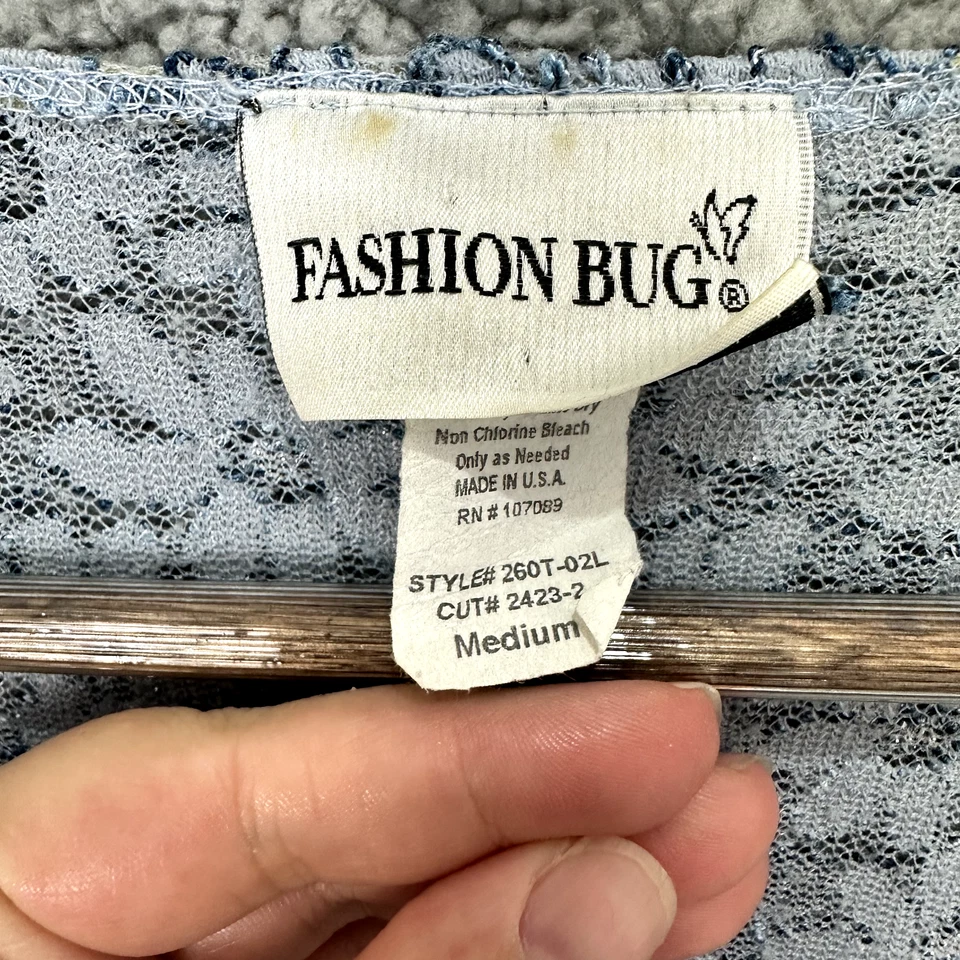 FASHION BUG®
Dry
Non Chlorine Bleach
Only as Needed
MADE IN U.S.A.
RN # 107089
STYLE# 260T-02L
CUT# 2423-2
Medium